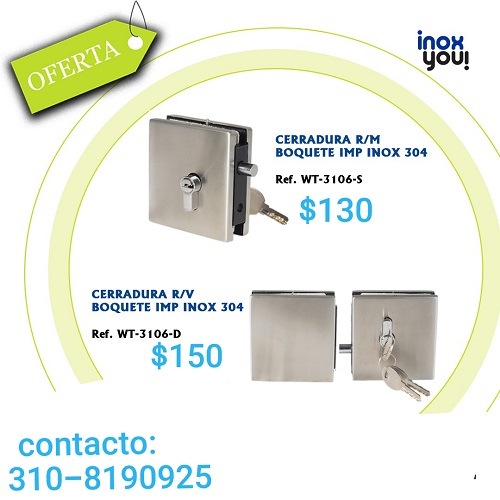 OFERTA
inox
you!
CERRADURA R/M
BOQUETE IMP INOX 304
Ref. WT-3106-S
$130
CERRADURA R/V
BOQUETE IMP INOX 304
Ref. WT-3106-D
$150
contacto:
310-8190925